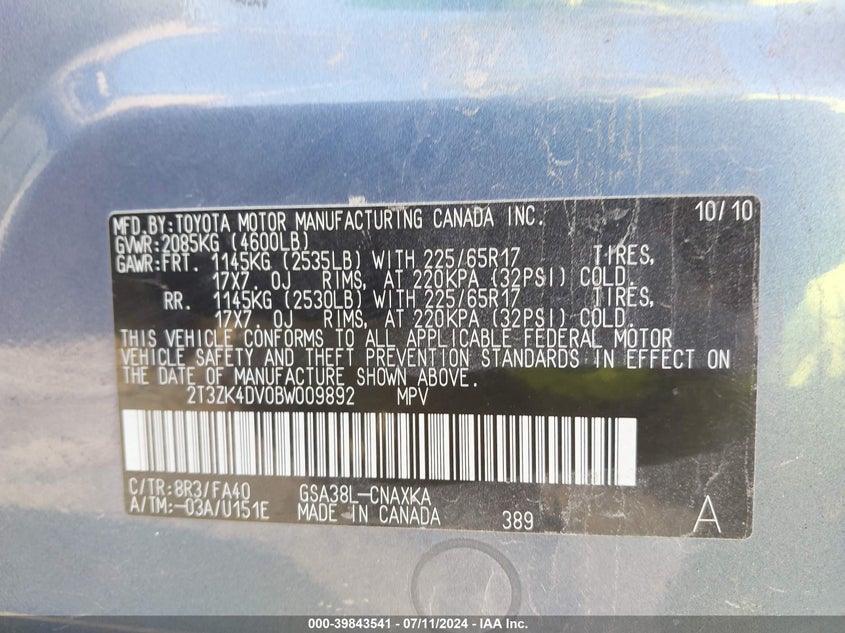 MFD.BY:TOYOTA MOTOR MANUFACTURING CANADA INC. 10/10
GVWR:2085KG (4600LB)
GAWR:FRT. 1145KG (2535LB) WITH 225/65R17 TIRES,
17X7.0J RIMS, AT 220KPA (32PSI) COLD.
RR. 1145KG (2530LB) WITH 225/65R17 TIRES,
17X7.0J RIMS, AT 220KPA (32PSI) COLD.
THIS VEHICLE CONFORMS TO ALL APPLICABLE FEDERAL MOTOR
VEHICLE SAFETY AND THEFT PREVENTION STANDARDS IN EFFECT ON
THE DATE OF MANUFACTURE SHOWN ABOVE.
2T3ZK4DV0BW009892 MPV
C/TR:8R3/FA40 GSA38L-CNAXKA
A/TM:-03A/U151E MADE IN CANADA 389 A
000-39843541 - 07/11/2024 - IAA Inc.